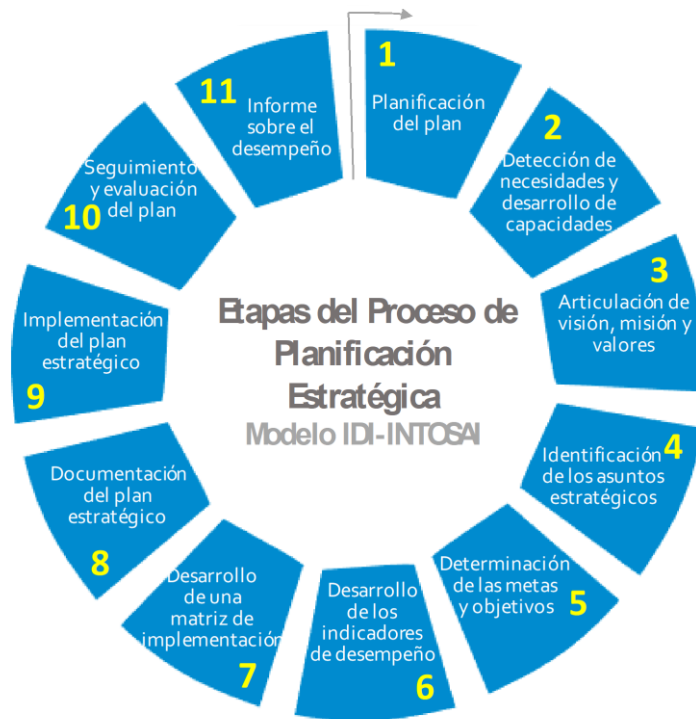 1
Planificación
del plan
2
Detección de
necesidades y
desarrollo de
capacidades
3
Articulación de
visión, misión y
valores
4
Identificación
de los asuntos
estratégicos
Determinación
de las metas
y objetivos
5
Desarrollo
de los
indicadores
de desempeño
6
Desarrollo
de una
matriz de
implementación
7
Documentación
del plan
estratégico
8
Implementación
del plan
estratégico
9
Seguimiento
y evaluación
del plan
10
11
Informe
sobre el
desempeño
Etapas del Proceso de
Planificación
Estratégica
Modelo IDI-INTOSAI